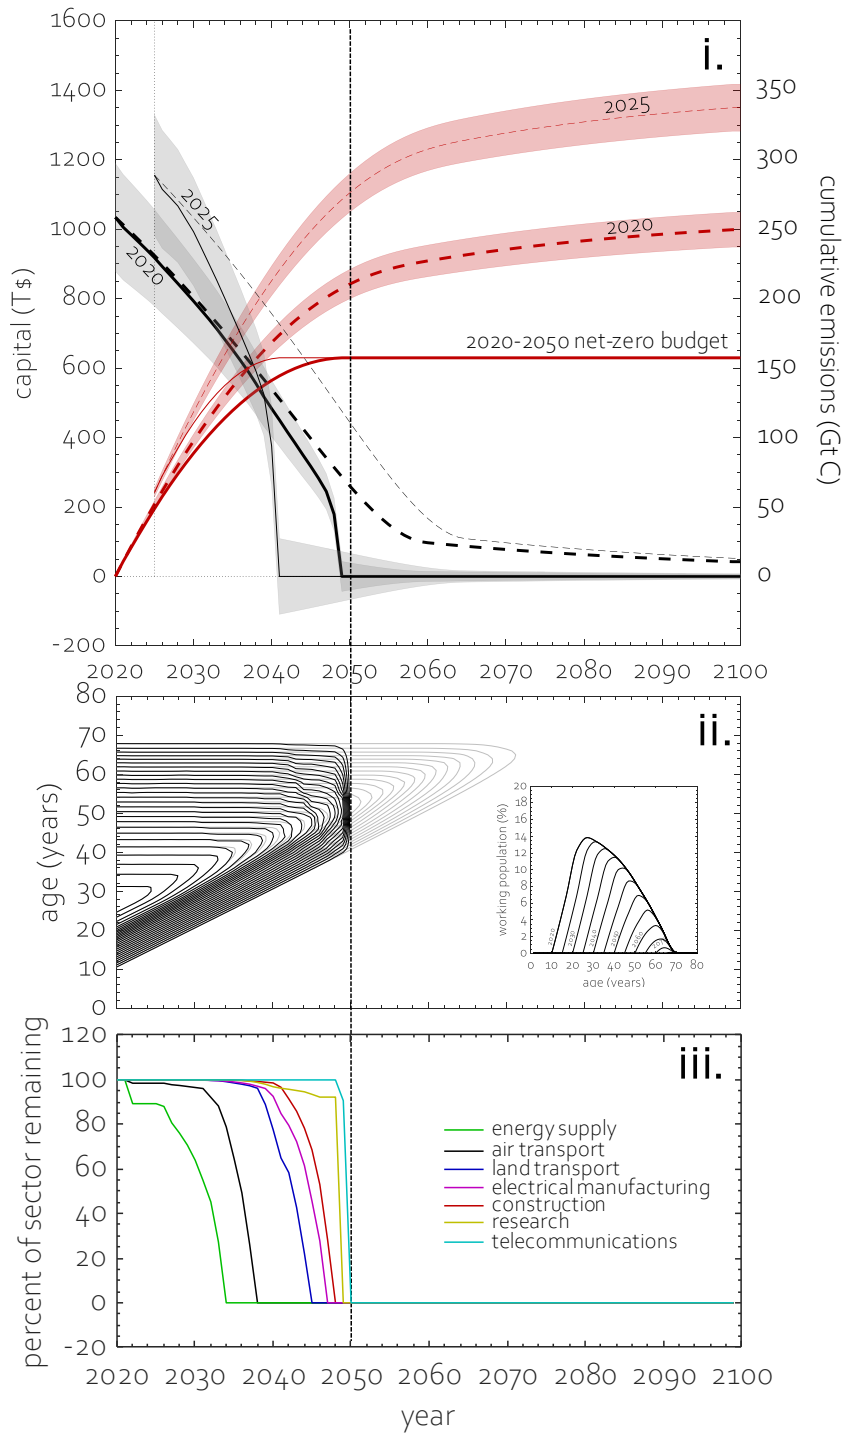 i.
1600
1400
1200
1000
800
600
400
200
0
-200
capital (T$)
350
300
250
200
150
100
50
0
cumulative emissions (Gt C)
2025
2020
2025
2020
2020-2050 net-zero budget
2020 2030 2040 2050 2060 2070 2080 2090 2100
ii.
80
70
60
50
40
30
20
10
0
age (years)
20
18
16
14
12
10
8
6
4
2
0
working population (%)
2020 2030 2040 2050 2060
0 10 20 30 40 50 60 70 80
age (years)
iii.
120
100
80
60
40
20
0
-20
percent of sector remaining
energy supply
air transport
land transport
electrical manufacturing
construction
research
telecommunications
2020 2030 2040 2050 2060 2070 2080 2090 2100
year